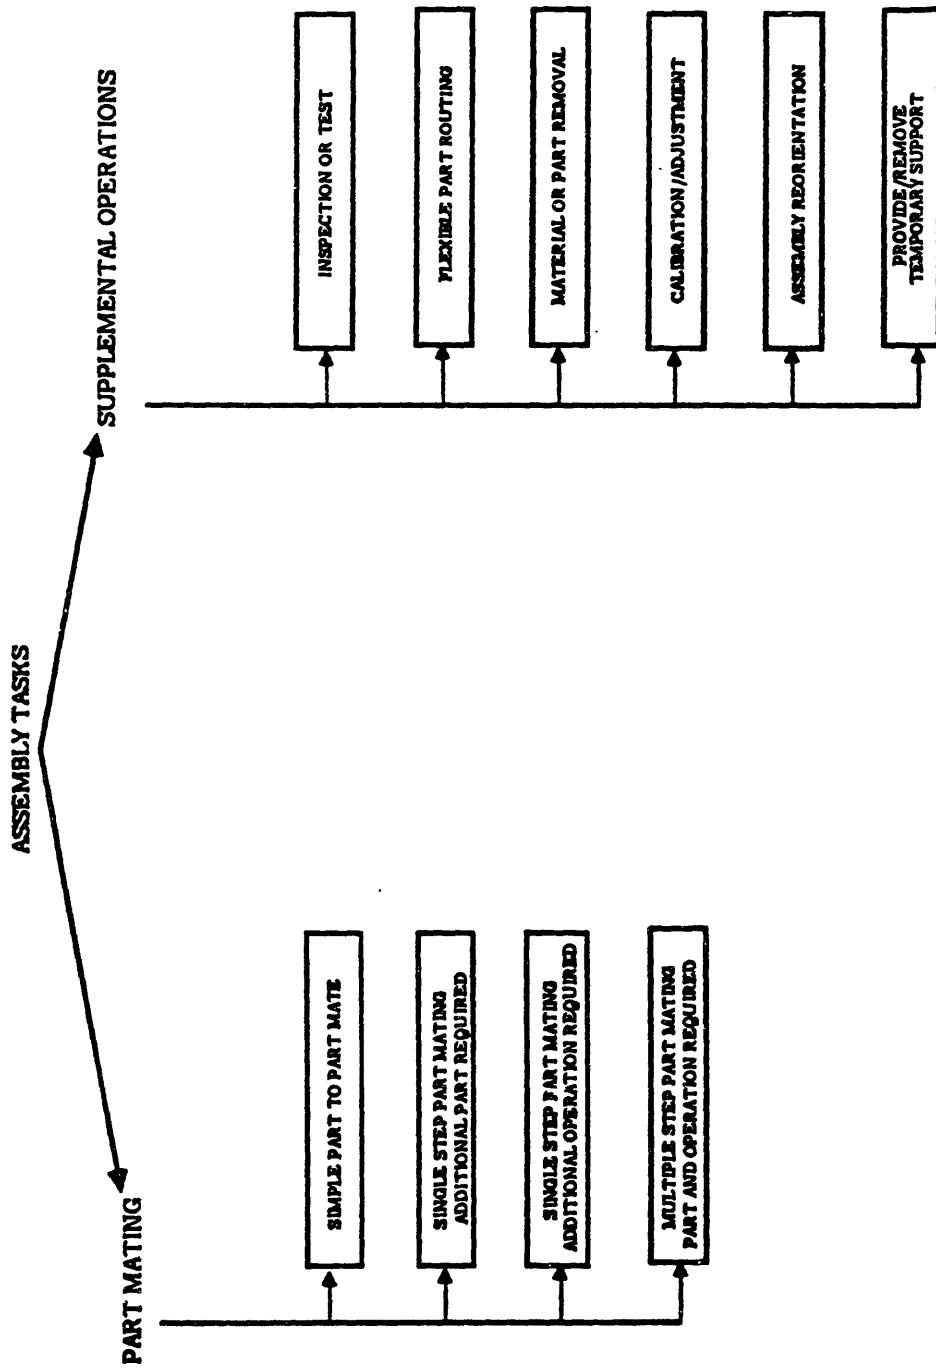 ASSEMBLY TASKS
PART MATING
SIMPLE PART TO PART MATE
SINGLE STEP PART MATING
ADDITIONAL PART REQUIRED
SINGLE STEP PART MATING
ADDITIONAL OPERATION REQUIRED
MULTIPLE STEP PART MATING
PART AND OPERATION REQUIRED
SUPPLEMENTAL OPERATIONS
INSPECTION OR TEST
FLEXIBLE PART ROUTING
MATERIAL OR PART REMOVAL
CALIBRATION/ADJUSTMENT
ASSEMBLY REORIENTATION
PROVIDE/REMOVE
TEMPORARY SUPPORT